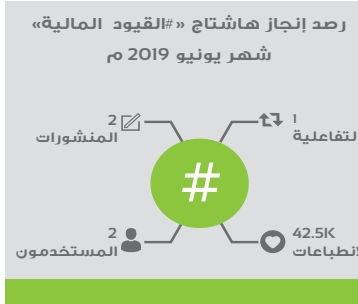 رصد إنجاز هاشتاج «#القيود المالية»
شهر يونيو 2019 م
1
التفاعلية
2
المنشورات
#
42.5K
الانطباعات
2
المستخدمون